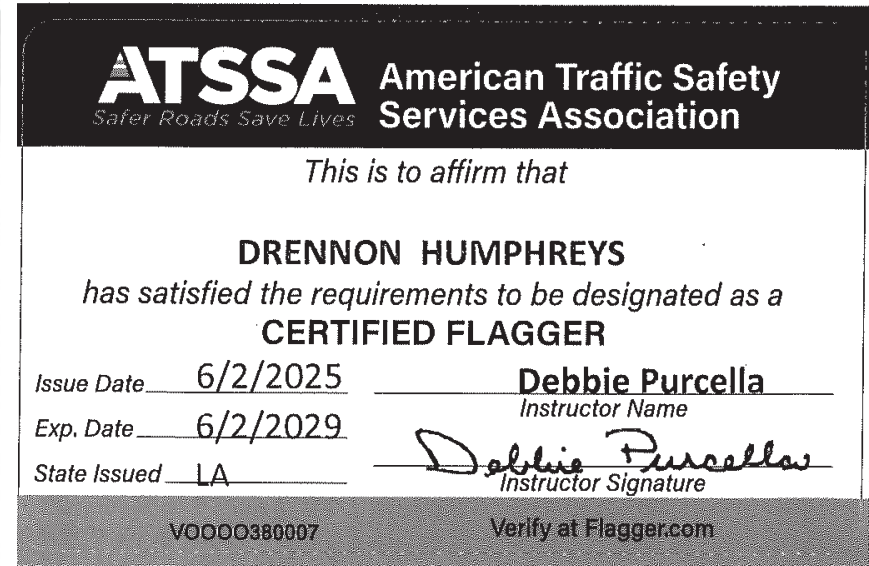 ATSSA
Safer Roads Save Lives
American Traffic Safety
Services Association
This is to affirm that
DRENNON HUMPHREYS
has satisfied the requirements to be designated as a
CERTIFIED FLAGGER
Issue Date 6/2/2025
Debbie Purcella
Instructor Name
Exp. Date 6/2/2029
Debbie Purcella
State Issued LA
Instructor Signature
VOOOO380007
Verify at Flagger.com